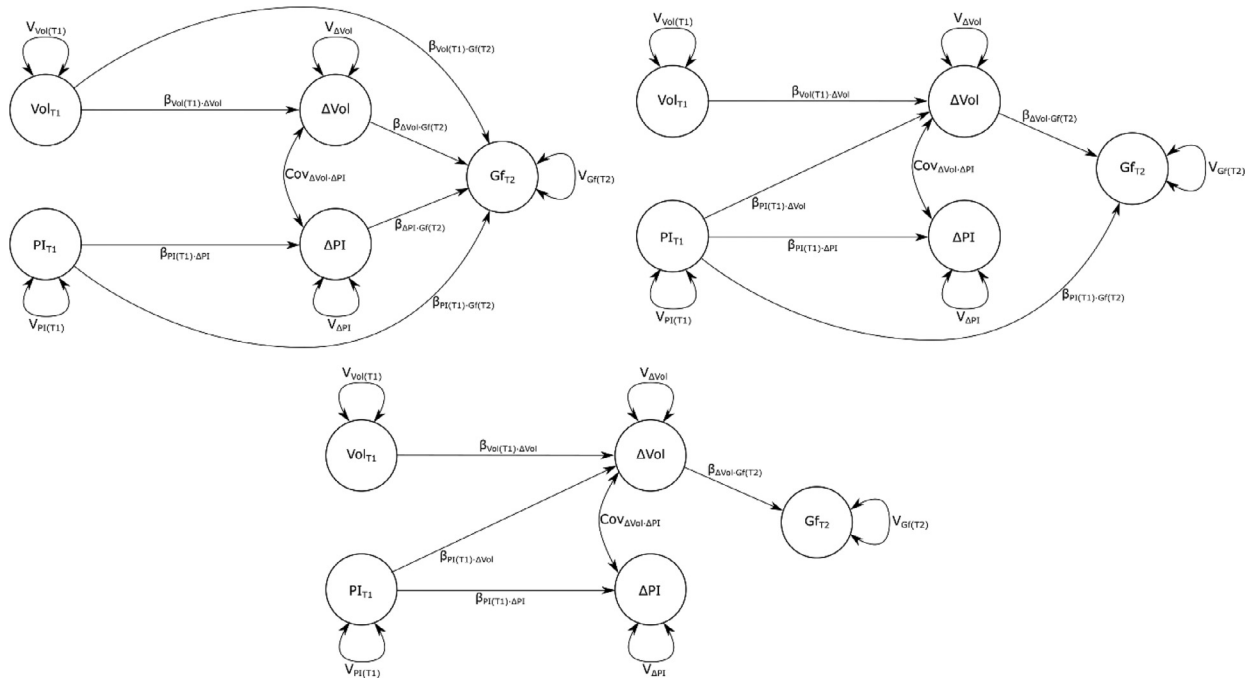 V_Vol(T1)
V_ΔVol
β_Vol(T1)·Gf(T2)
Vol_T1
β_Vol(T1)·ΔVol
ΔVol
β_ΔVol·Gf(T2)
Cov_ΔVol·ΔPI
Gf_T2
V_Gf(T2)
PI_T1
β_PI(T1)·ΔPI
ΔPI
β_ΔPI·Gf(T2)
β_PI(T1)·Gf(T2)
V_PI(T1)
V_ΔPI
V_Vol(T1)
V_ΔVol
Vol_T1
β_Vol(T1)·ΔVol
ΔVol
β_ΔVol·Gf(T2)
Cov_ΔVol·ΔPI
Gf_T2
V_Gf(T2)
β_PI(T1)·ΔVol
PI_T1
β_PI(T1)·ΔPI
ΔPI
β_PI(T1)·Gf(T2)
V_PI(T1)
V_ΔPI
V_Vol(T1)
V_ΔVol
Vol_T1
β_Vol(T1)·ΔVol
ΔVol
β_ΔVol·Gf(T2)
Cov_ΔVol·ΔPI
Gf_T2
V_Gf(T2)
β_PI(T1)·ΔVol
PI_T1
β_PI(T1)·ΔPI
ΔPI
V_PI(T1)
V_ΔPI